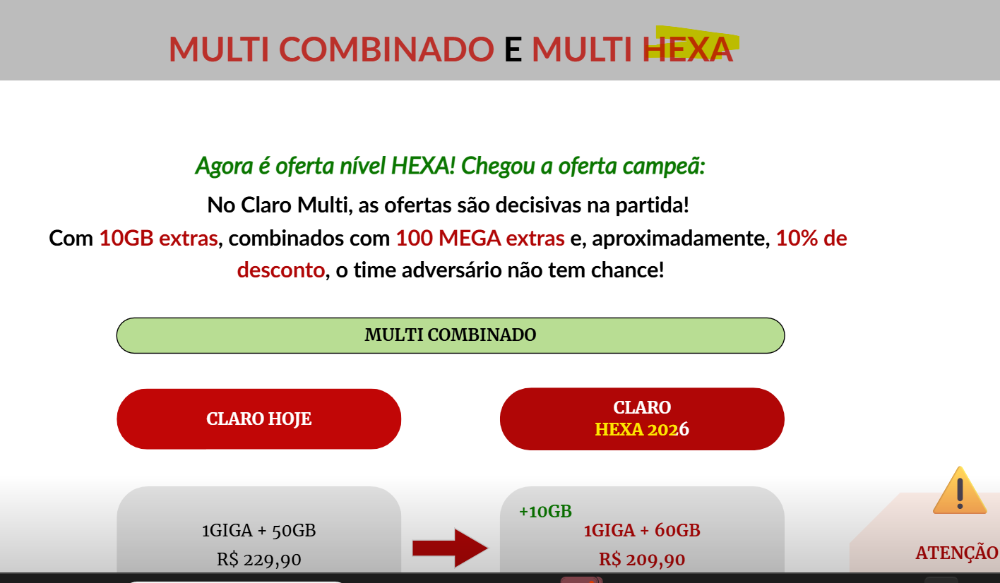 MULTI COMBINADO E MULTI HEXA
Agora é oferta nível HEXA! Chegou a oferta campeã:
No Claro Multi, as ofertas são decisivas na partida!
Com 10GB extras, combinados com 100 MEGA extras e, aproximadamente, 10% de
desconto, o time adversário não tem chance!
MULTI COMBINADO
CLARO HOJE
CLARO
HEXA 2026
1GIGA + 50GB
R$ 229,90
+10GB
1GIGA + 60GB
R$ 209,90
ATENÇÃO